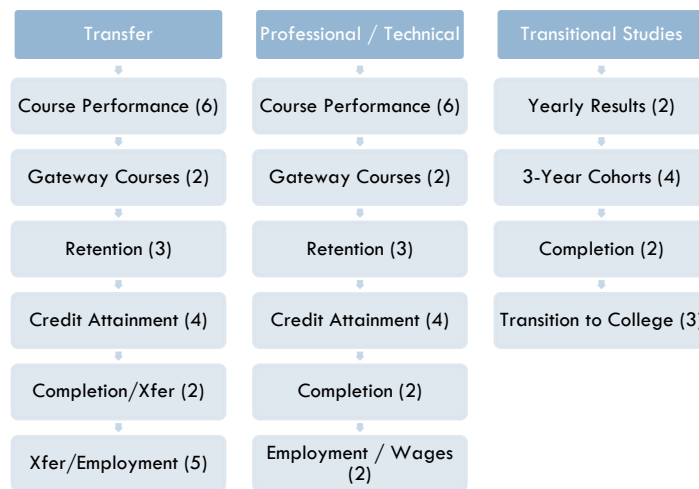 Transfer
Course Performance (6)
Gateway Courses (2)
Retention (3)
Credit Attainment (4)
Completion/Xfer (2)
Xfer/Employment (5)
Professional / Technical
Course Performance (6)
Gateway Courses (2)
Retention (3)
Credit Attainment (4)
Completion (2)
Employment / Wages
(2)
Transitional Studies
Yearly Results (2)
3-Year Cohorts (4)
Completion (2)
Transition to College (3)